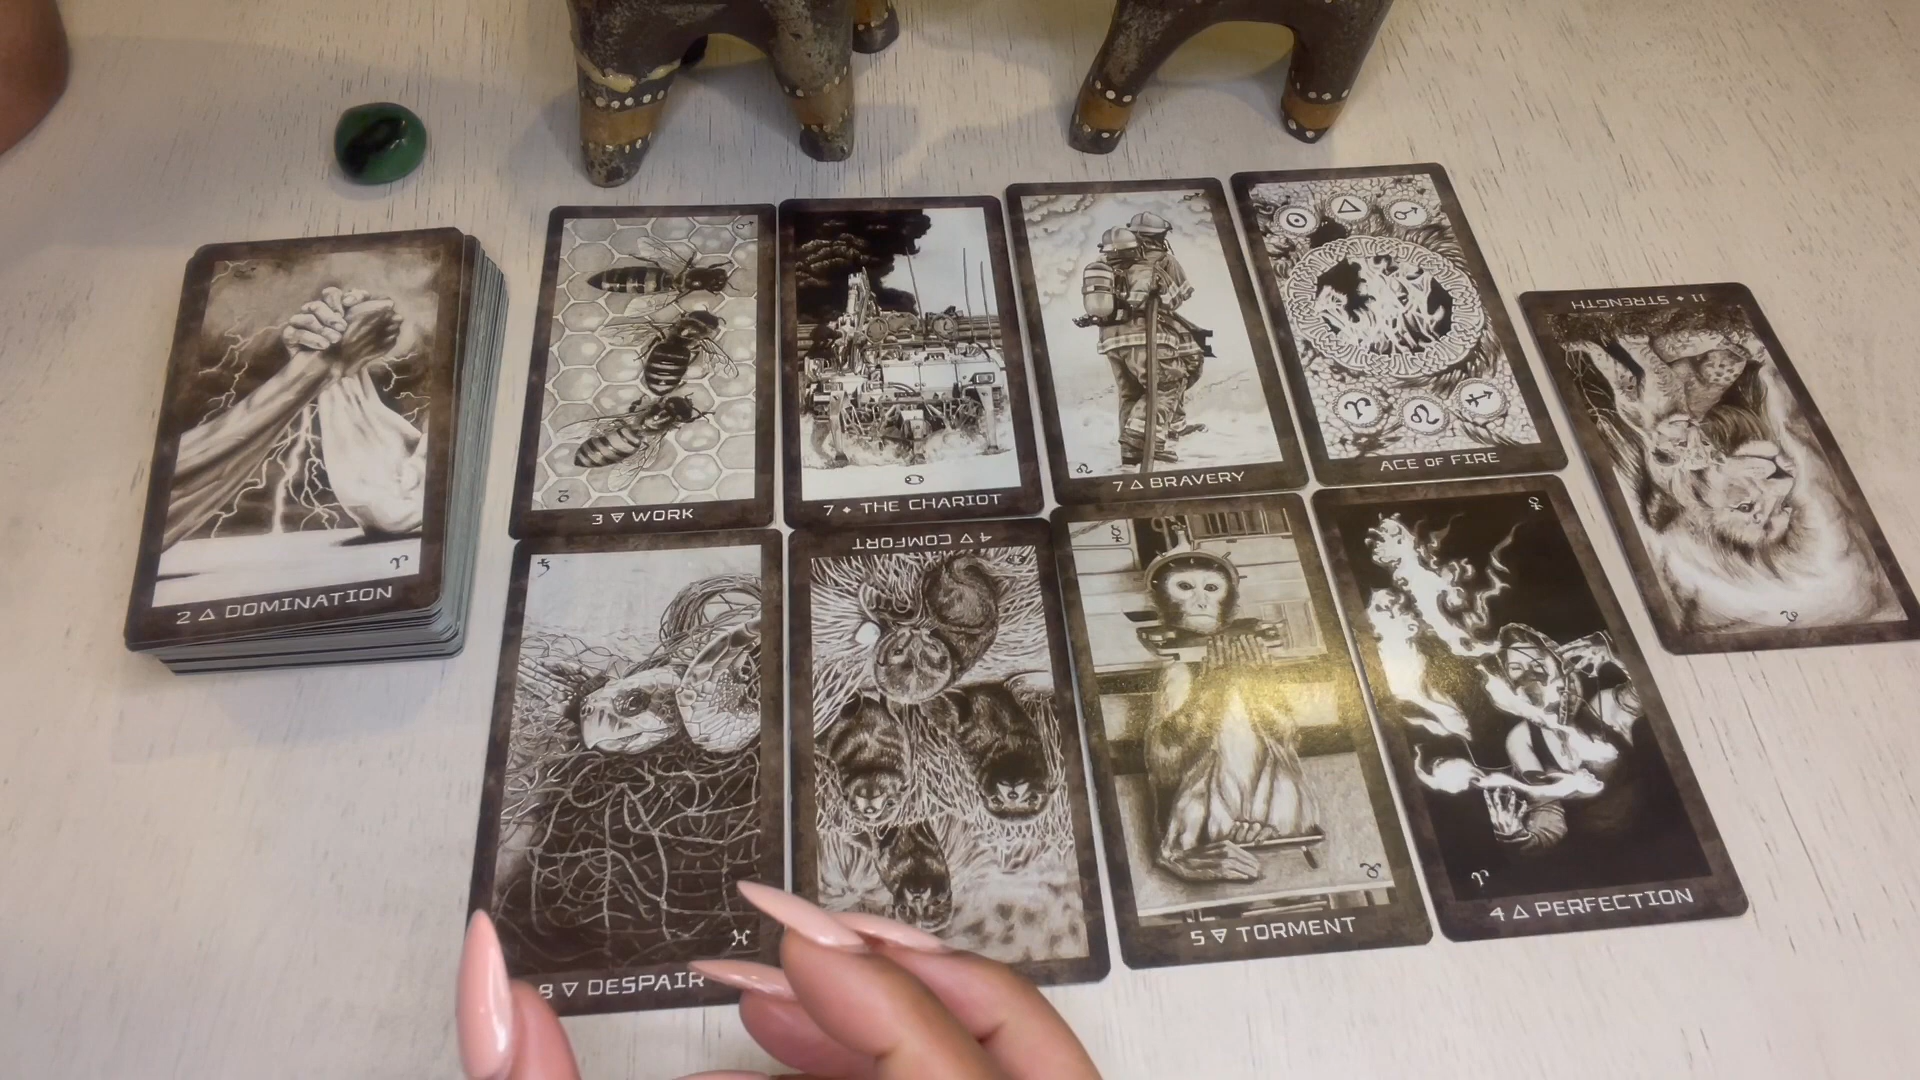 2 △ DOMINATION
3 🜃 WORK
7 ✦ THE CHARIOT
7 △ BRAVERY
ACE OF FIRE
11 ✦ STRENGTH
8 ▽ DESPAIR
4 ▽ COMFORT
5 🜃 TORMENT
4 △ PERFECTION